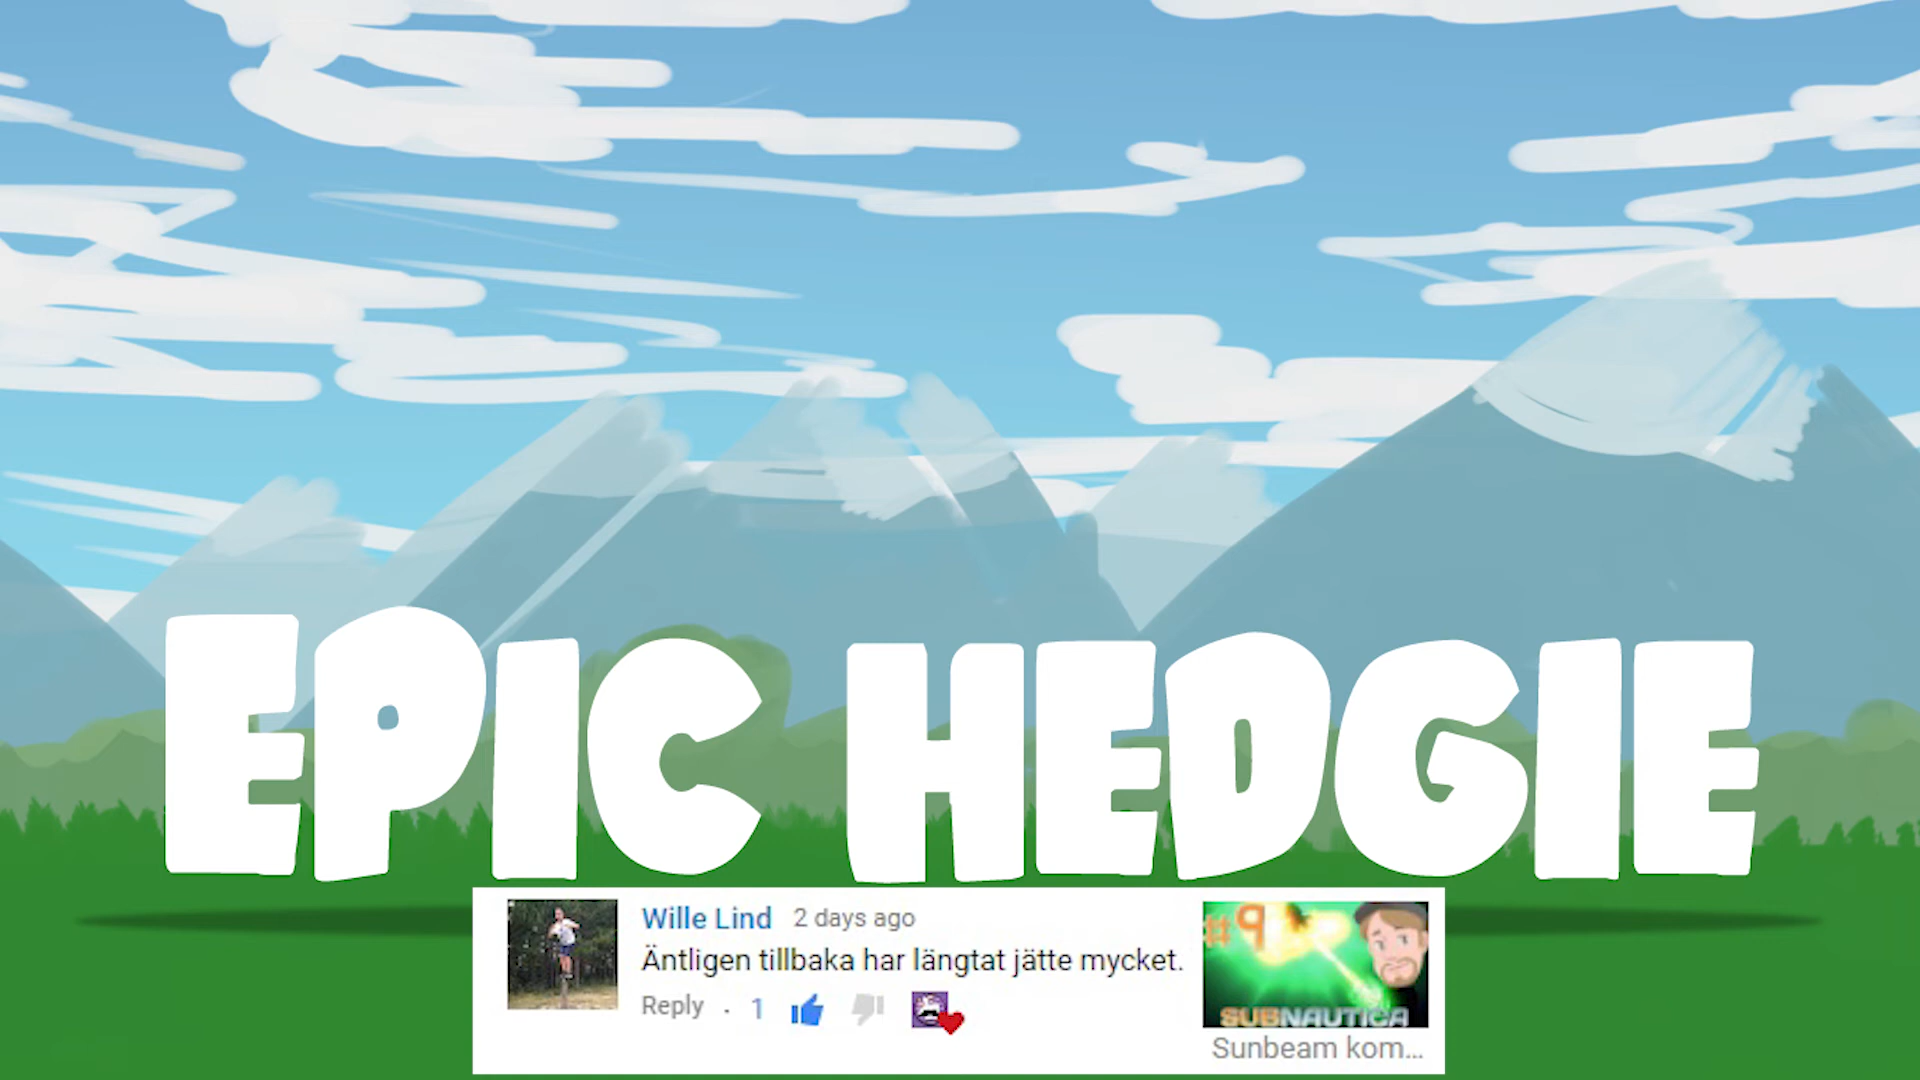 EPIC HEDGIE
Wille Lind 2 days ago
Äntligen tillbaka har längtat jätte mycket.
Reply · 1
#9
SUBNAUTICA
Sunbeam kom...